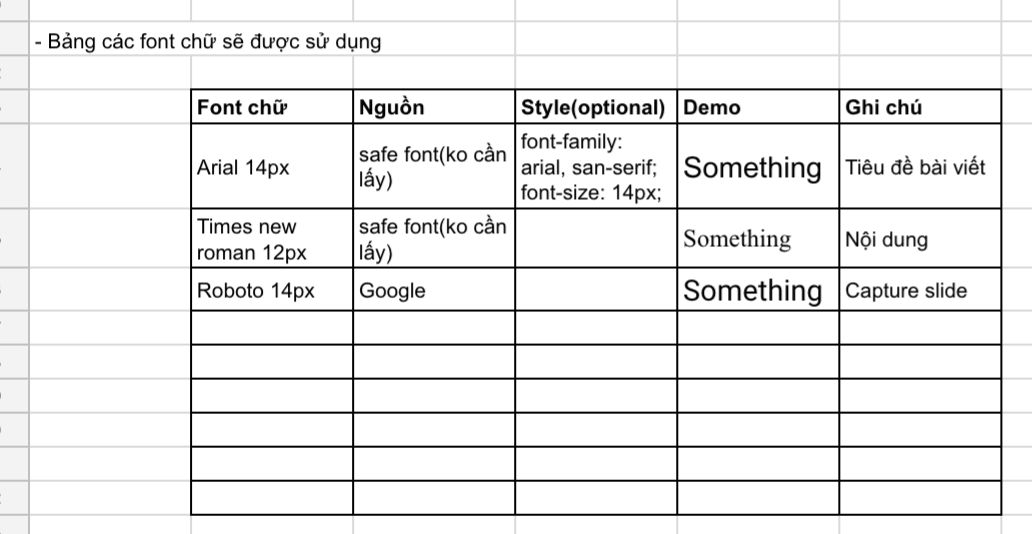 - Bảng các font chữ sẽ được sử dụng
Font chữ Nguồn Style(optional) Demo Ghi chú
Arial 14px
safe font(ko cần
lấy)
font-family:
arial, san-serif;
font-size: 14px;
Something
Tiêu đề bài viết
Times new
roman 12px
safe font(ko cần
lấy)
Something
Nội dung
Roboto 14px Google Something Capture slide